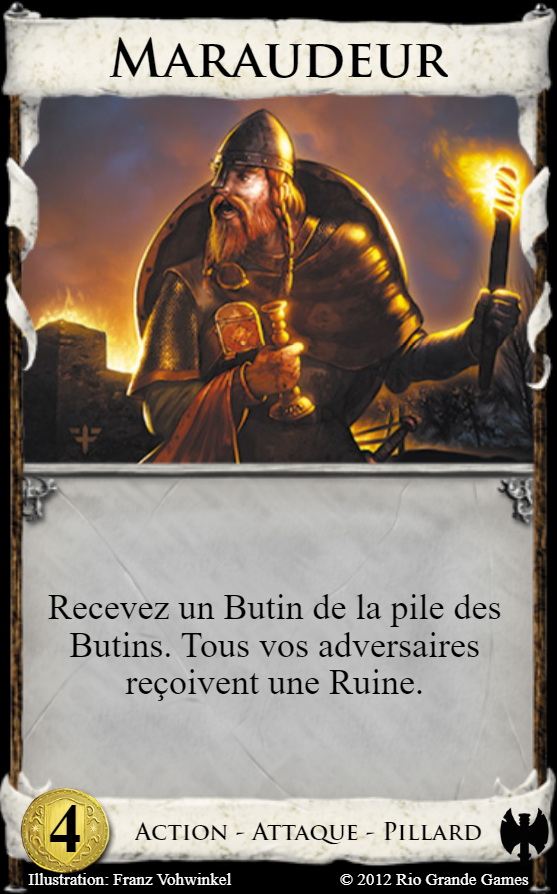 Maraudeur
Recevez un Butin de la pile des
Butins. Tous vos adversaires
reçoivent une Ruine.
4
Action - Attaque - Pillard
Illustration: Franz Vohwinkel © 2012 Rio Grande Games